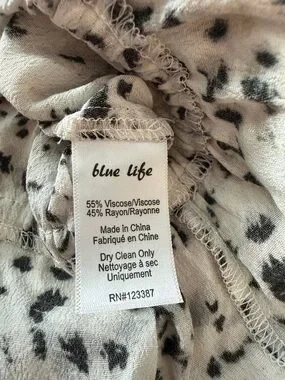 blue life
55% Viscose/Viscose
45% Rayon/Rayonne
Made in China
Fabriqué en Chine
Dry Clean Only
Nettoyage à sec
Uniquement
RN#123387